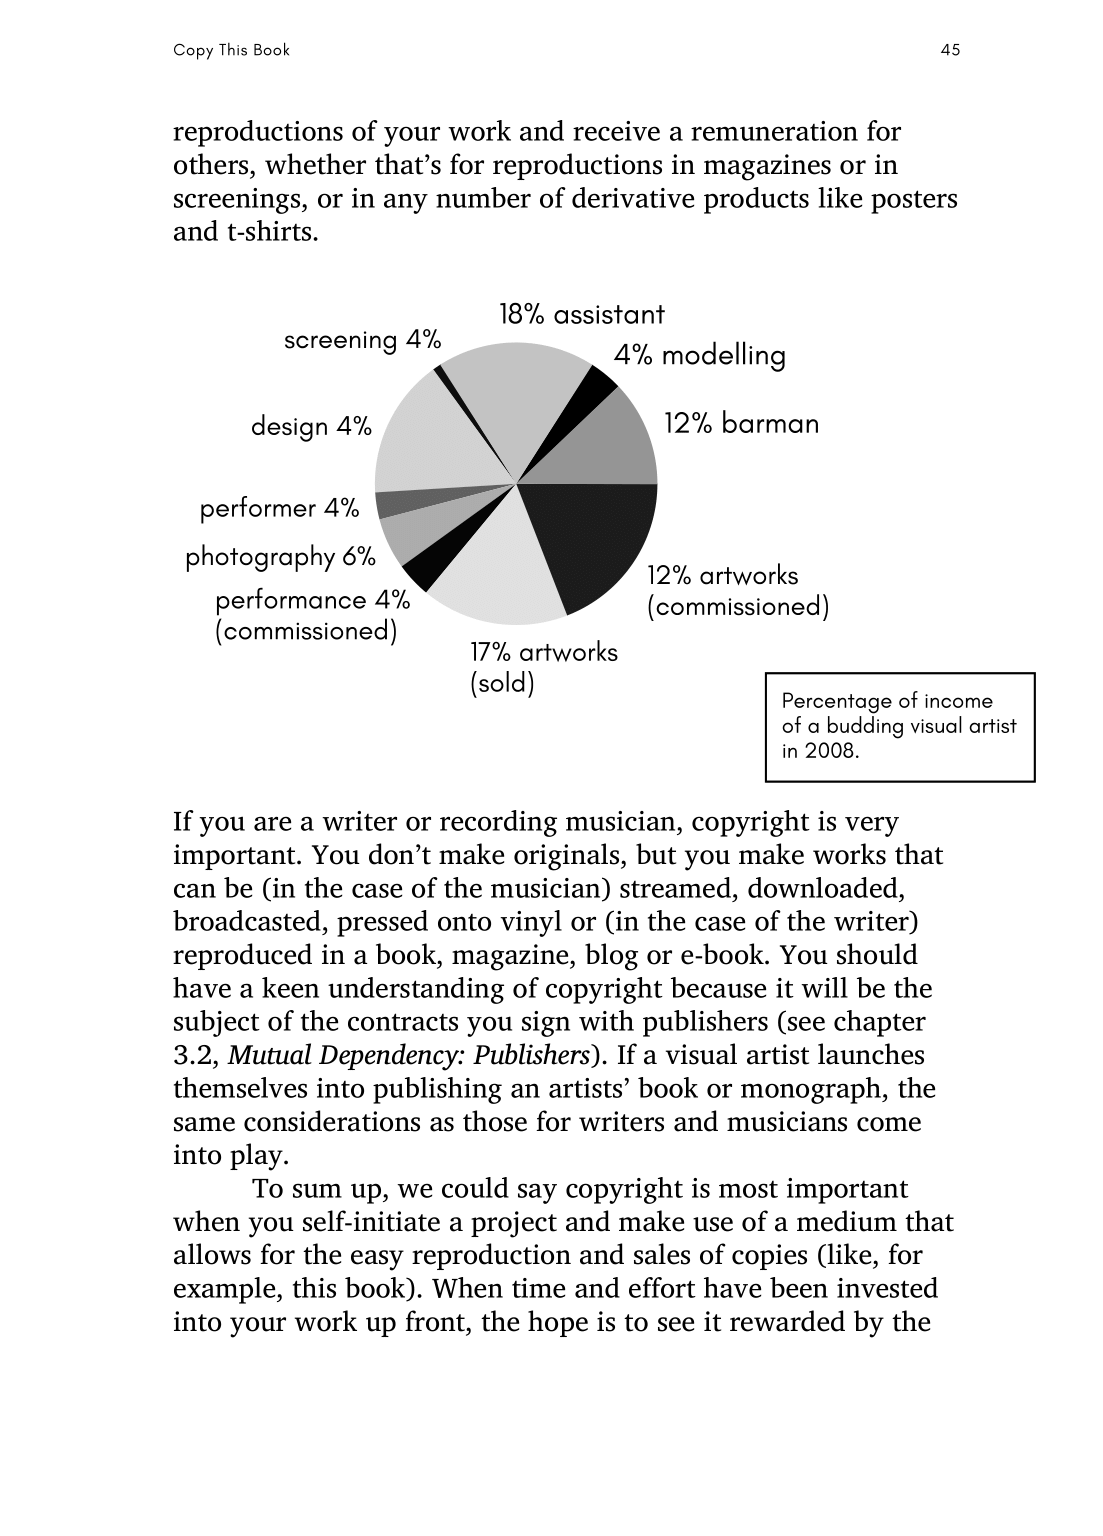 Copy This Book
45
reproductions of your work and receive a remuneration for
others, whether that’s for reproductions in magazines or in
screenings, or in any number of derivative products like posters
and t-shirts.
18% assistant
screening 4%
4% modelling
design 4%
12% barman
performer 4%
photography 6%
12% artworks
(commissioned)
performance 4%
(commissioned)
17% artworks
(sold)
Percentage of income
of a budding visual artist
in 2008.
If you are a writer or recording musician, copyright is very
important. You don’t make originals, but you make works that
can be (in the case of the musician) streamed, downloaded,
broadcasted, pressed onto vinyl or (in the case of the writer)
reproduced in a book, magazine, blog or e-book. You should
have a keen understanding of copyright because it will be the
subject of the contracts you sign with publishers (see chapter
3.2, Mutual Dependency: Publishers). If a visual artist launches
themselves into publishing an artists’ book or monograph, the
same considerations as those for writers and musicians come
into play.
To sum up, we could say copyright is most important
when you self-initiate a project and make use of a medium that
allows for the easy reproduction and sales of copies (like, for
example, this book). When time and effort have been invested
into your work up front, the hope is to see it rewarded by the